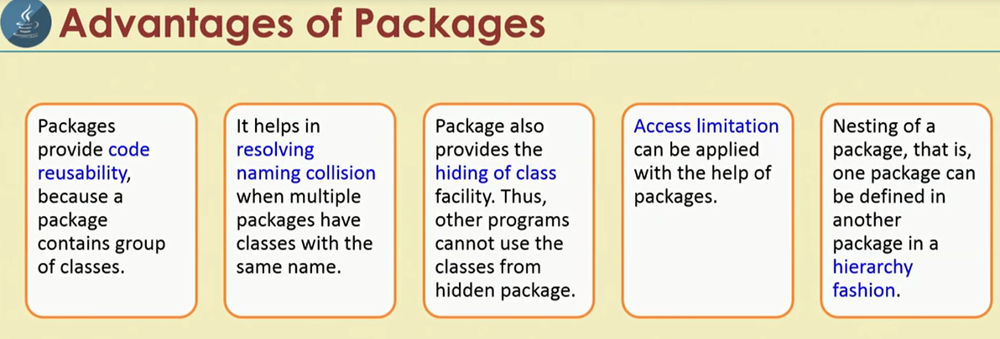 Advantages of Packages
Packages
provide code
reusability,
because a
package
contains group
of classes.
It helps in
resolving
naming collision
when multiple
packages have
classes with the
same name.
Package also
provides the
hiding of class
facility. Thus,
other programs
cannot use the
classes from
hidden package.
Access limitation
can be applied
with the help of
packages.
Nesting of a
package, that is,
one package can
be defined in
another
package in a
hierarchy
fashion.